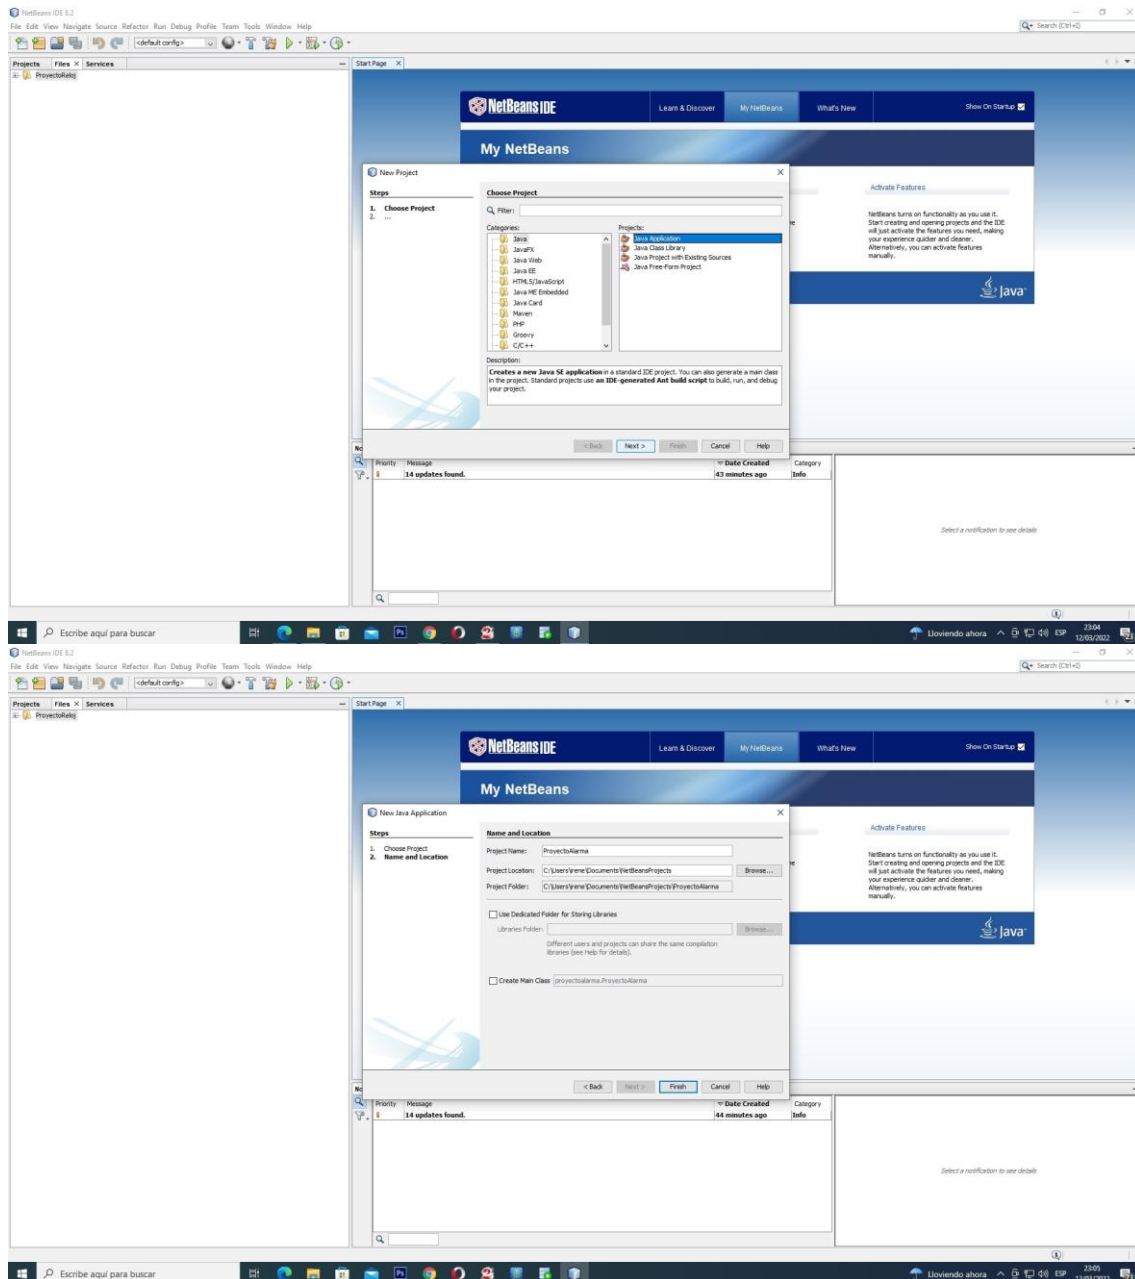 NetBeans IDE 8.2
File Edit View Navigate Source Refactor Run Debug Profile Team Tools Window Help
Search (Ctrl+I)
<default config>
Projects Files Services
Start Page
ProyectoReloj
NetBeans IDE
Learn & Discover
My NetBeans
What's New
Show On Startup
My NetBeans
New Project
Steps
1. Choose Project
2. ...
Choose Project
Filter:
Categories:
Java
JavaFX
Java Web
Java EE
HTML5/JavaScript
Java ME Embedded
Java Card
Maven
PHP
Groovy
C/C++
Projects:
Java Application
Java Class Library
Java Project with Existing Sources
Java Free-Form Project
Description:
Creates a new Java SE application in a standard IDE project. You can also generate a main class
in the project. Standard projects use an IDE-generated Ant build script to build, run, and debug
your project.
< Back Next > Finish Cancel Help
Activate Features
NetBeans turns on functionality as you use it.
Start creating and opening projects and the IDE
will just activate the features you need, making
your experience quicker and cleaner.
Alternatively, you can activate features
manually.
Java
Priority Message Date Created Category
14 updates found. 43 minutes ago Info
Select a notification to see details
Escribe aquí para buscar
Lloviendo ahora ESP 23:04
12/03/2022
NetBeans IDE 8.2
File Edit View Navigate Source Refactor Run Debug Profile Team Tools Window Help
Search (Ctrl+I)
<default config>
Projects Files Services
Start Page
ProyectoReloj
NetBeans IDE
Learn & Discover
My NetBeans
What's New
Show On Startup
My NetBeans
New Java Application
Steps
1. Choose Project
2. Name and Location
Name and Location
Project Name: ProyectoAlarma
Project Location: C:\Users\irene\Documents\NetBeansProjects Browse...
Project Folder: C:\Users\irene\Documents\NetBeansProjects\ProyectoAlarma
Use Dedicated Folder for Storing Libraries
Libraries Folder: Browse...
Different users and projects can share the same compilation
libraries (see Help for details).
Create Main Class proyectoalarma.ProyectoAlarma
< Back Next > Finish Cancel Help
Activate Features
NetBeans turns on functionality as you use it.
Start creating and opening projects and the IDE
will just activate the features you need, making
your experience quicker and cleaner.
Alternatively, you can activate features
manually.
Java
Priority Message Date Created Category
14 updates found. 44 minutes ago Info
Select a notification to see details
Escribe aquí para buscar
Lloviendo ahora ESP 23:05
12/03/2022